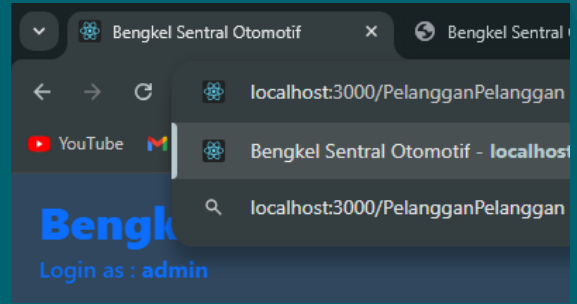 Bengkel Sentral Otomotif
Bengkel Sentral
localhost:3000/PelangganPelanggan
YouTube
Bengkel Sentral Otomotif - localhost
localhost:3000/PelangganPelanggan
Login as : admin